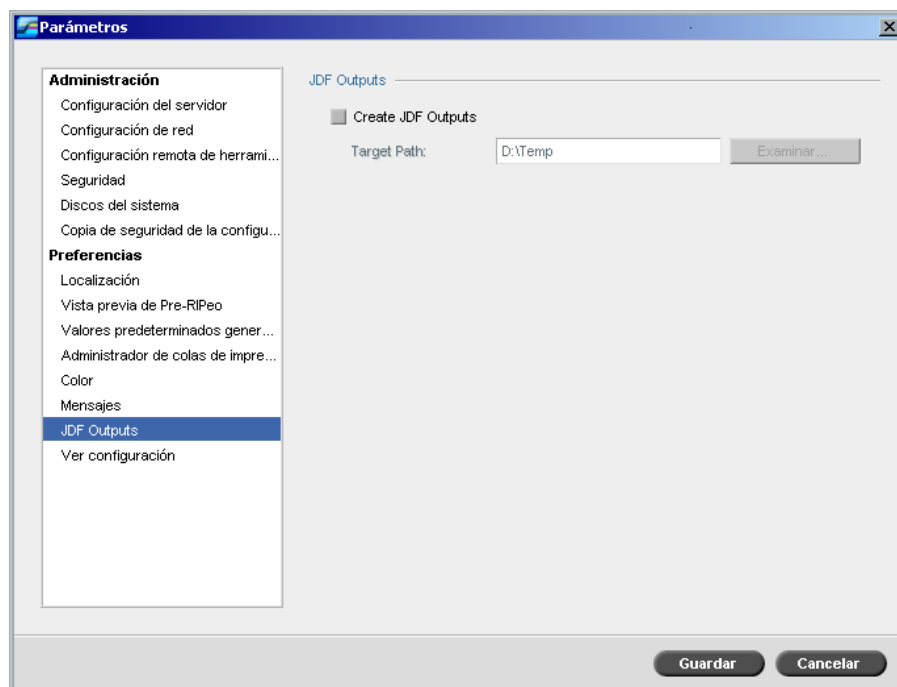 Parámetros
Administración
Configuración del servidor
Configuración de red
Configuración remota de herrami...
Seguridad
Discos del sistema
Copia de seguridad de la configu...
Preferencias
Localización
Vista previa de Pre-RIPeo
Valores predeterminados gener...
Administrador de colas de impre...
Color
Mensajes
JDF Outputs
Ver configuración
JDF Outputs
Create JDF Outputs
Target Path: D:\Temp Examinar...
Guardar Cancelar